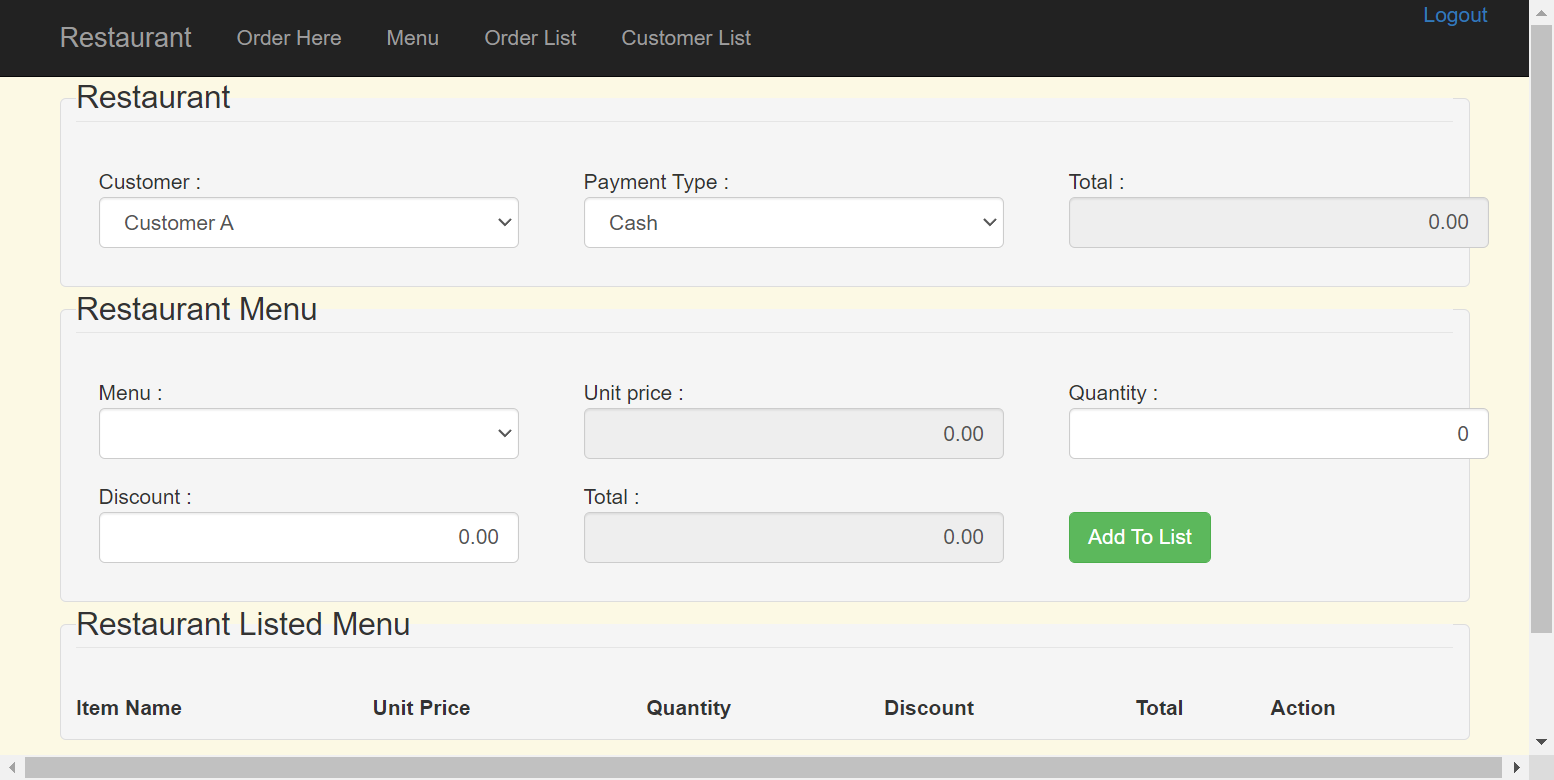 Logout
Restaurant Order Here Menu Order List Customer List
Restaurant
Customer : Payment Type : Total :
Customer A Cash 0.00
Restaurant Menu
Menu : Unit price : Quantity :
0.00 0
Discount : Total :
0.00 0.00 Add To List
Restaurant Listed Menu
Item Name Unit Price Quantity Discount Total Action